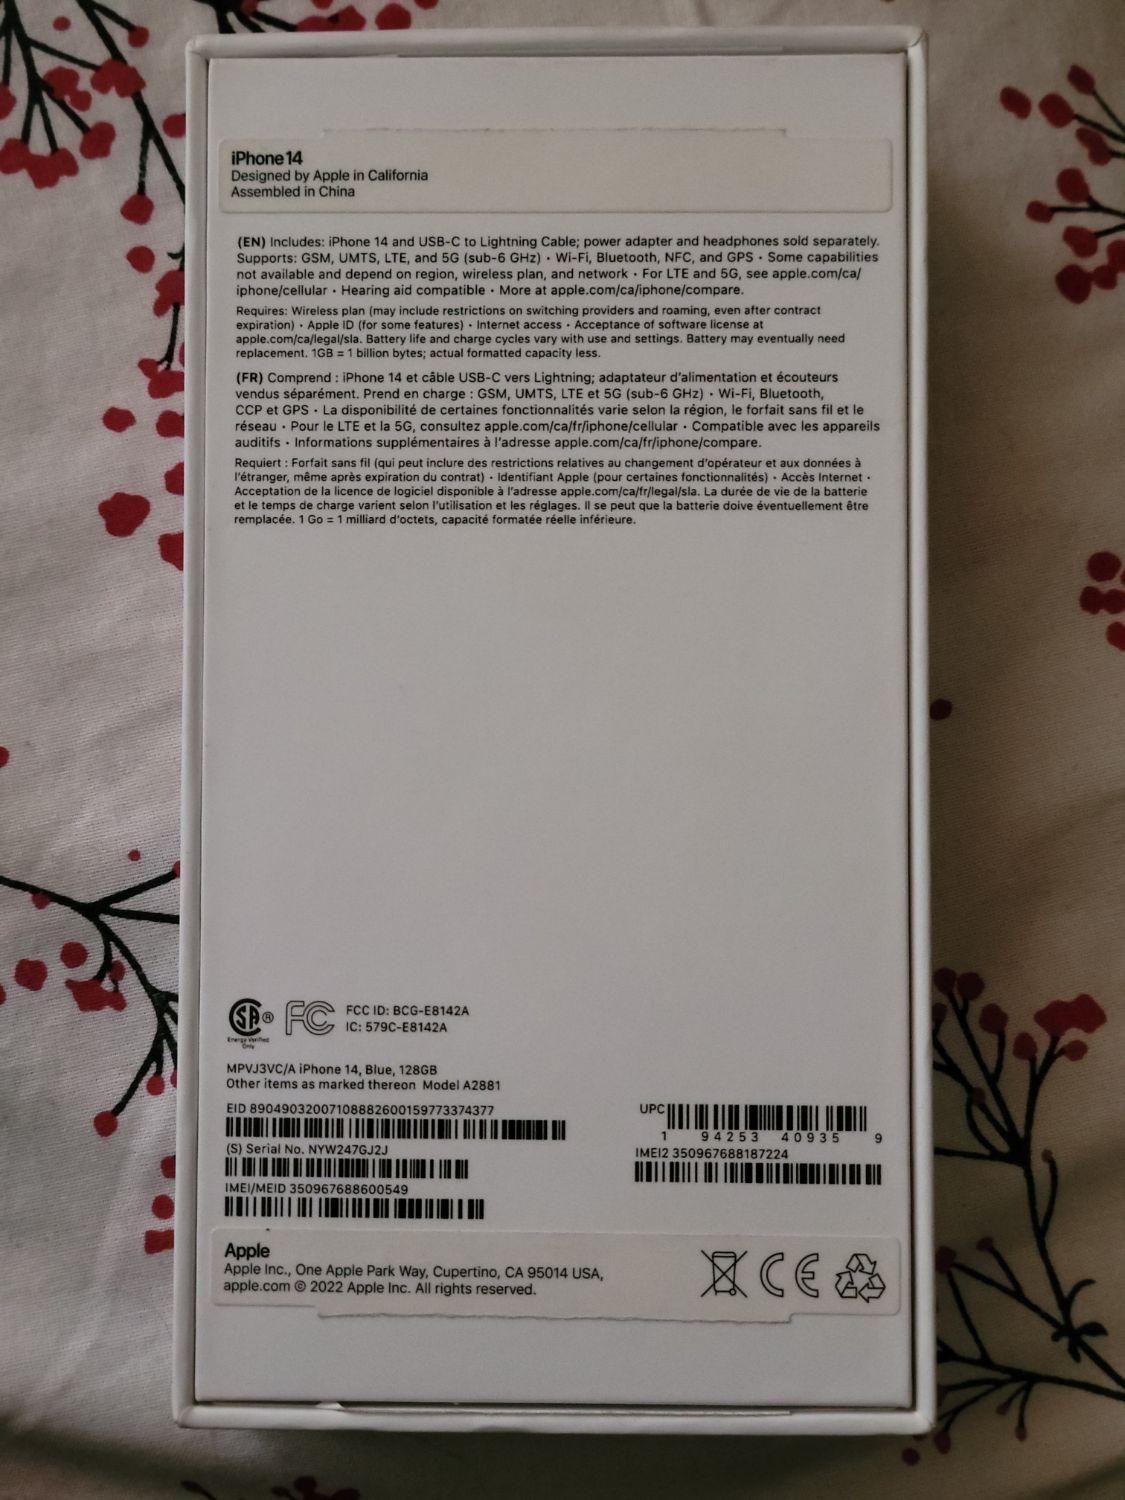 iPhone 14
Designed by Apple in California
Assembled in China
(EN) Includes: iPhone 14 and USB-C to Lightning Cable; power adapter and headphones sold separately.
Supports: GSM, UMTS, LTE, and 5G (sub-6 GHz) • Wi-Fi, Bluetooth, NFC, and GPS • Some capabilities
not available and depend on region, wireless plan, and network • For LTE and 5G, see apple.com/ca/
iphone/cellular • Hearing aid compatible • More at apple.com/ca/iphone/compare.
Requires: Wireless plan (may include restrictions on switching providers and roaming, even after contract
expiration) • Apple ID (for some features) • Internet access • Acceptance of software license at
apple.com/ca/legal/sla. Battery life and charge cycles vary with use and settings. Battery may eventually need
replacement. 1GB = 1 billion bytes; actual formatted capacity less.
(FR) Comprend : iPhone 14 et câble USB-C vers Lightning; adaptateur d'alimentation et écouteurs
vendus séparément. Prend en charge : GSM, UMTS, LTE et 5G (sub-6 GHz) • Wi-Fi, Bluetooth,
CCP et GPS • La disponibilité de certaines fonctionnalités varie selon la région, le forfait sans fil et le
réseau • Pour le LTE et la 5G, consultez apple.com/ca/fr/iphone/cellular • Compatible avec les appareils
auditifs • Informations supplémentaires à l'adresse apple.com/ca/fr/iphone/compare.
Requiert : Forfait sans fil (qui peut inclure des restrictions relatives au changement d'opérateur et aux données à
l'étranger, même après expiration du contrat) • Identifiant Apple (pour certaines fonctionnalités) • Accès Internet •
Acceptation de la licence de logiciel disponible à l'adresse apple.com/ca/fr/legal/sla. La durée de vie de la batterie
et le temps de charge varient selon l'utilisation et les réglages. Il se peut que la batterie doive éventuellement être
remplacée. 1 Go = 1 milliard d'octets, capacité formatée réelle inférieure.
SA ®
Energy Verified
Only
FC
FCC ID: BCG-E8142A
IC: 579C-E8142A
MPVJ3VC/A iPhone 14, Blue, 128GB
Other items as marked thereon Model A2881
EID 89049032007108882600159773374377
(S) Serial No. NYW247GJ2J
IMEI/MEID 350967688600549
UPC
1 94253 40935 9
IMEI2 350967688187224
Apple
Apple Inc., One Apple Park Way, Cupertino, CA 95014 USA,
apple.com © 2022 Apple Inc. All rights reserved.
CE